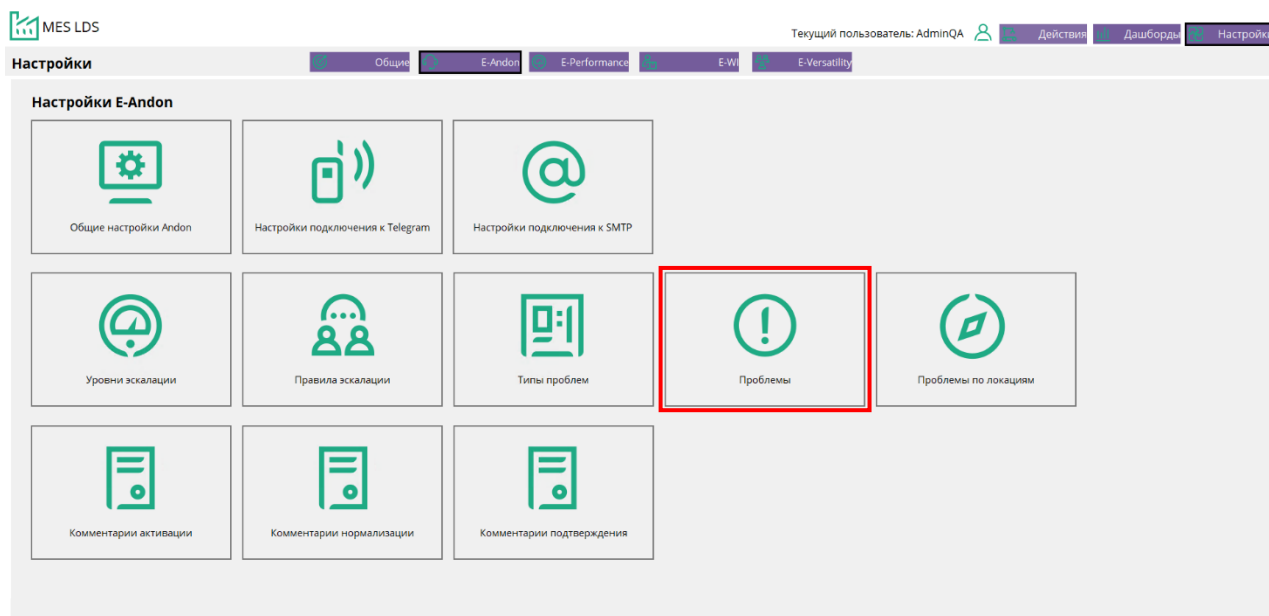 MES LDS
Текущий пользователь: AdminQA
Действия
Дашборды
Настройки
Настройки
Общие
E-Andon
E-Performance
E-WI
E-Versatility
Настройки E-Andon
Общие настройки Andon
Настройки подключения к Telegram
Настройки подключения к SMTP
Уровни эскалации
Правила эскалации
Типы проблем
Проблемы
Проблемы по локациям
Комментарии активации
Комментарии нормализации
Комментарии подтверждения